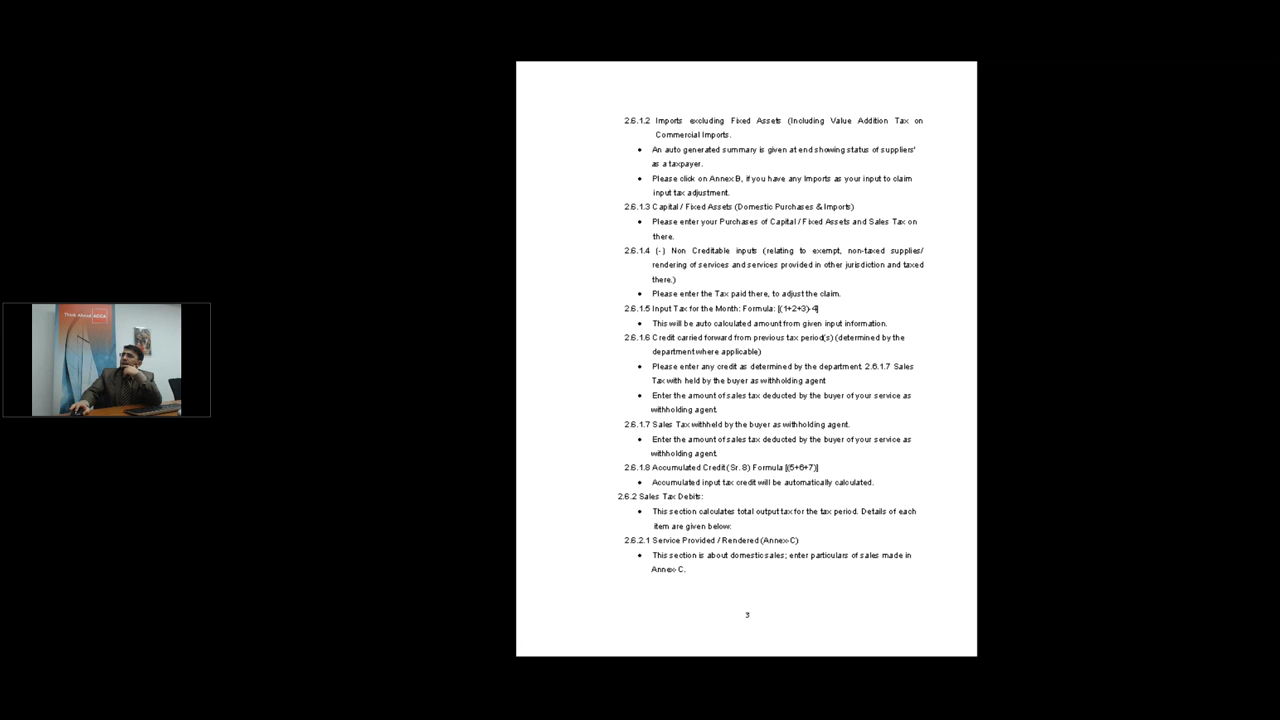 Think Ahead ACCA
2.6.1.2 Imports excluding Fixed Assets (Including Value Addition Tax on
Commercial Imports.
• An auto generated summary is given at end showing status of suppliers'
as a taxpayer.
• Please click on Annex B, if you have any Imports as your input to claim
input tax adjustment.
2.6.1.3 Capital / Fixed Assets (Domestic Purchases & Imports)
• Please enter your Purchases of Capital / Fixed Assets and Sales Tax on
there.
2.6.1.4 (-) Non Creditable inputs (relating to exempt, non-taxed supplies/
rendering of services and services provided in other jurisdiction and taxed
there.)
• Please enter the Tax paid there, to adjust the claim.
2.6.1.5 Input Tax for the Month: Formula: [(1+2+3)-4]
• This will be auto calculated amount from given input information.
2.6.1.6 Credit carried forward from previous tax period(s) (determined by the
department where applicable)
• Please enter any credit as determined by the department. 2.6.1.7 Sales
Tax with held by the buyer as withholding agent
• Enter the amount of sales tax deducted by the buyer of your service as
withholding agent.
2.6.1.7 Sales Tax withheld by the buyer as withholding agent.
• Enter the amount of sales tax deducted by the buyer of your service as
withholding agent.
2.6.1.8 Accumulated Credit (Sr. 8) Formula [(5+6+7)]
• Accumulated input tax credit will be automatically calculated.
2.6.2 Sales Tax Debits:
• This section calculates total output tax for the tax period. Details of each
item are given below:
2.6.2.1 Service Provided / Rendered (Annex-C)
• This section is about domestic sales; enter particulars of sales made in
Annex- C.
3